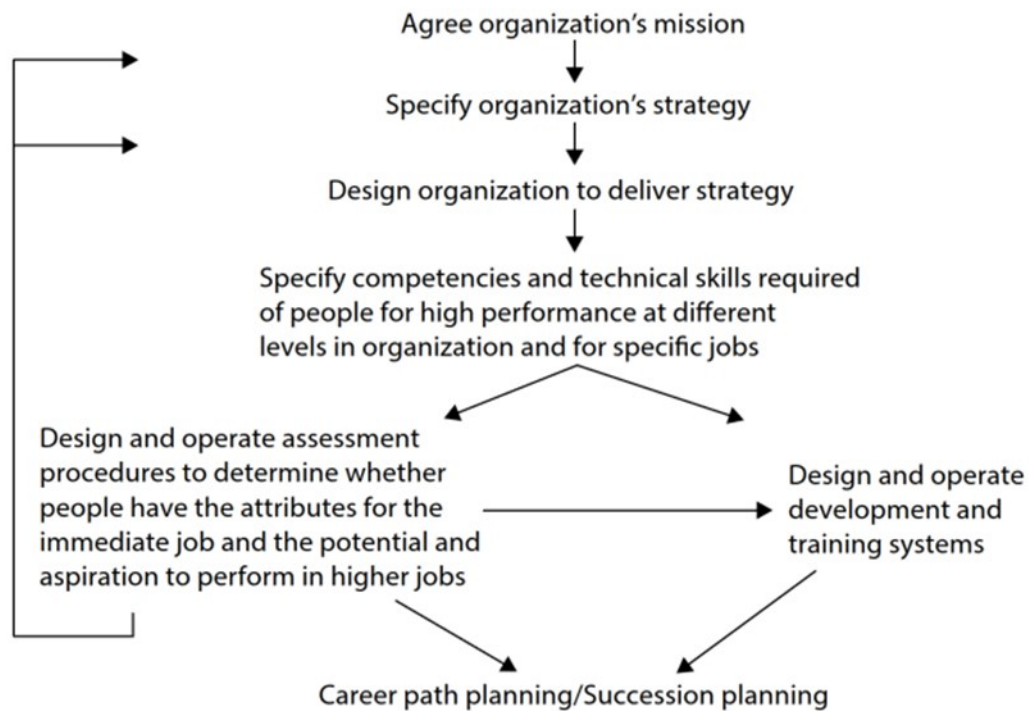 Agree organization's mission
Specify organization's strategy
Design organization to deliver strategy
Specify competencies and technical skills required
of people for high performance at different
levels in organization and for specific jobs
Design and operate assessment
procedures to determine whether
people have the attributes for the
immediate job and the potential and
aspiration to perform in higher jobs
Design and operate
development and
training systems
Career path planning/Succession planning